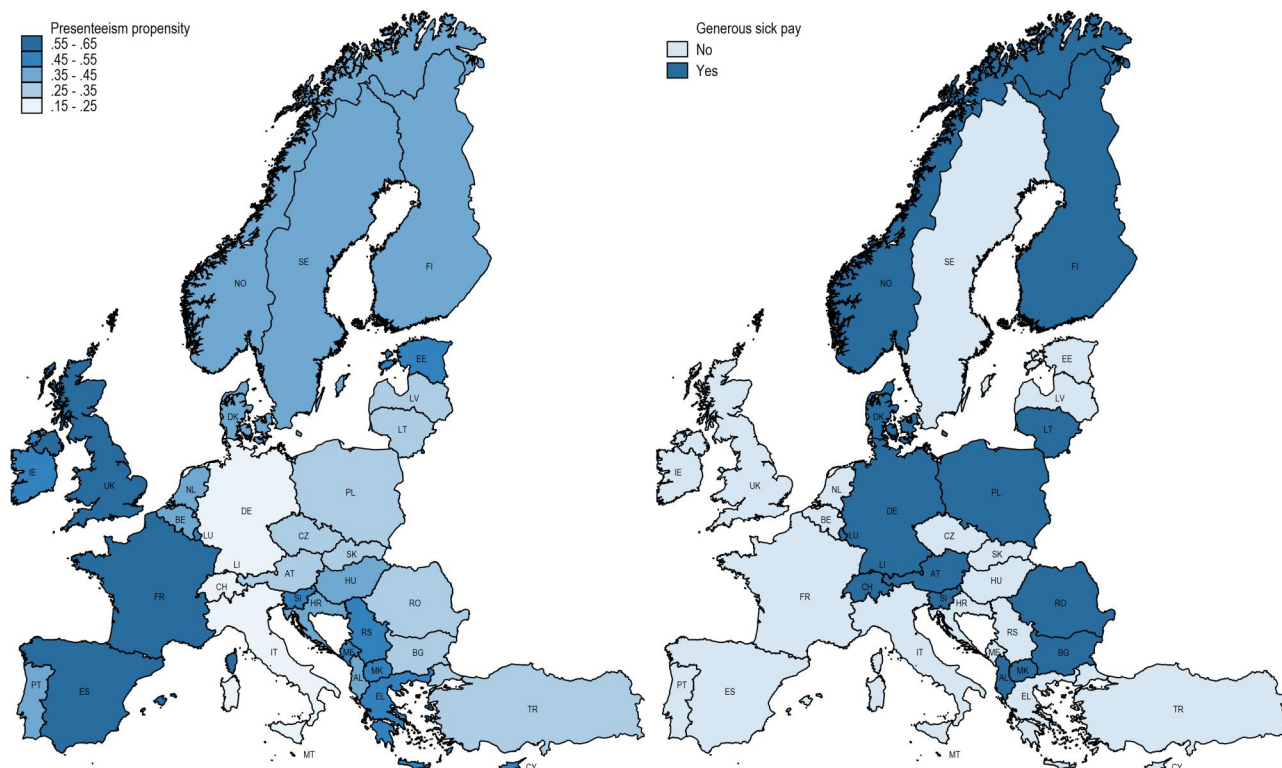 Presenteeism propensity
.55 - .65
.45 - .55
.35 - .45
.25 - .35
.15 - .25
NO
SE
FI
EE
LV
LT
DK
IE
UK
NL
BE
DE
PL
LU
CZ
SK
LI
CH
AT
HU
FR
SI
HR
RO
RS
IT
ME
BG
MK
AL
PT
ES
EL
TR
MT
CY
Generous sick pay
No
Yes
NO
SE
FI
EE
LV
LT
DK
IE
UK
NL
BE
DE
PL
LU
CZ
SK
LI
CH
AT
HU
FR
SI
HR
RO
RS
IT
ME
BG
MK
AL
PT
ES
EL
TR
MT
CY